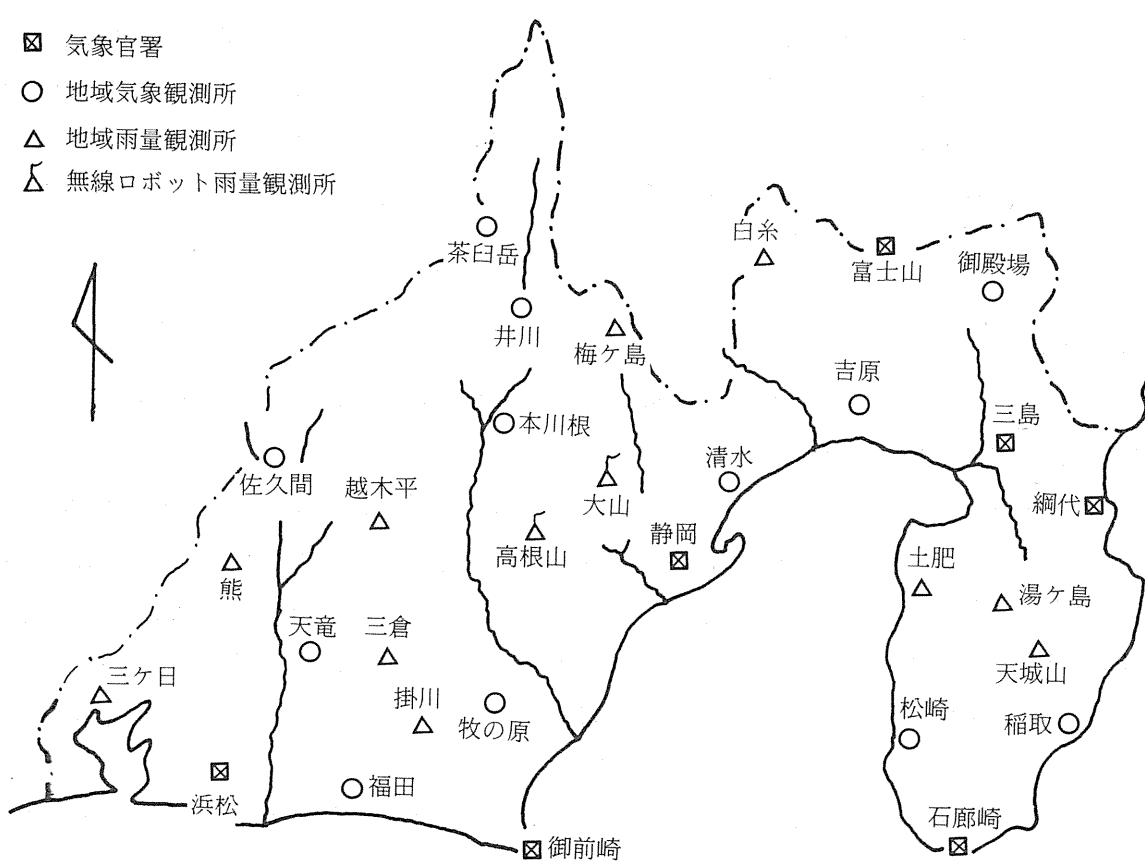 気象官署
地域気象観測所
地域雨量観測所
無線ロボット雨量観測所
白糸
茶臼岳
富士山
御殿場
井川
梅ケ島
吉原
三島
本川根
清水
佐久間
越木平
大山
綱代
静岡
高根山
土肥
熊
湯ケ島
天竜
三倉
天城山
三ケ日
掛川
牧の原
松崎
稲取
福田
浜松
石廊崎
御前崎